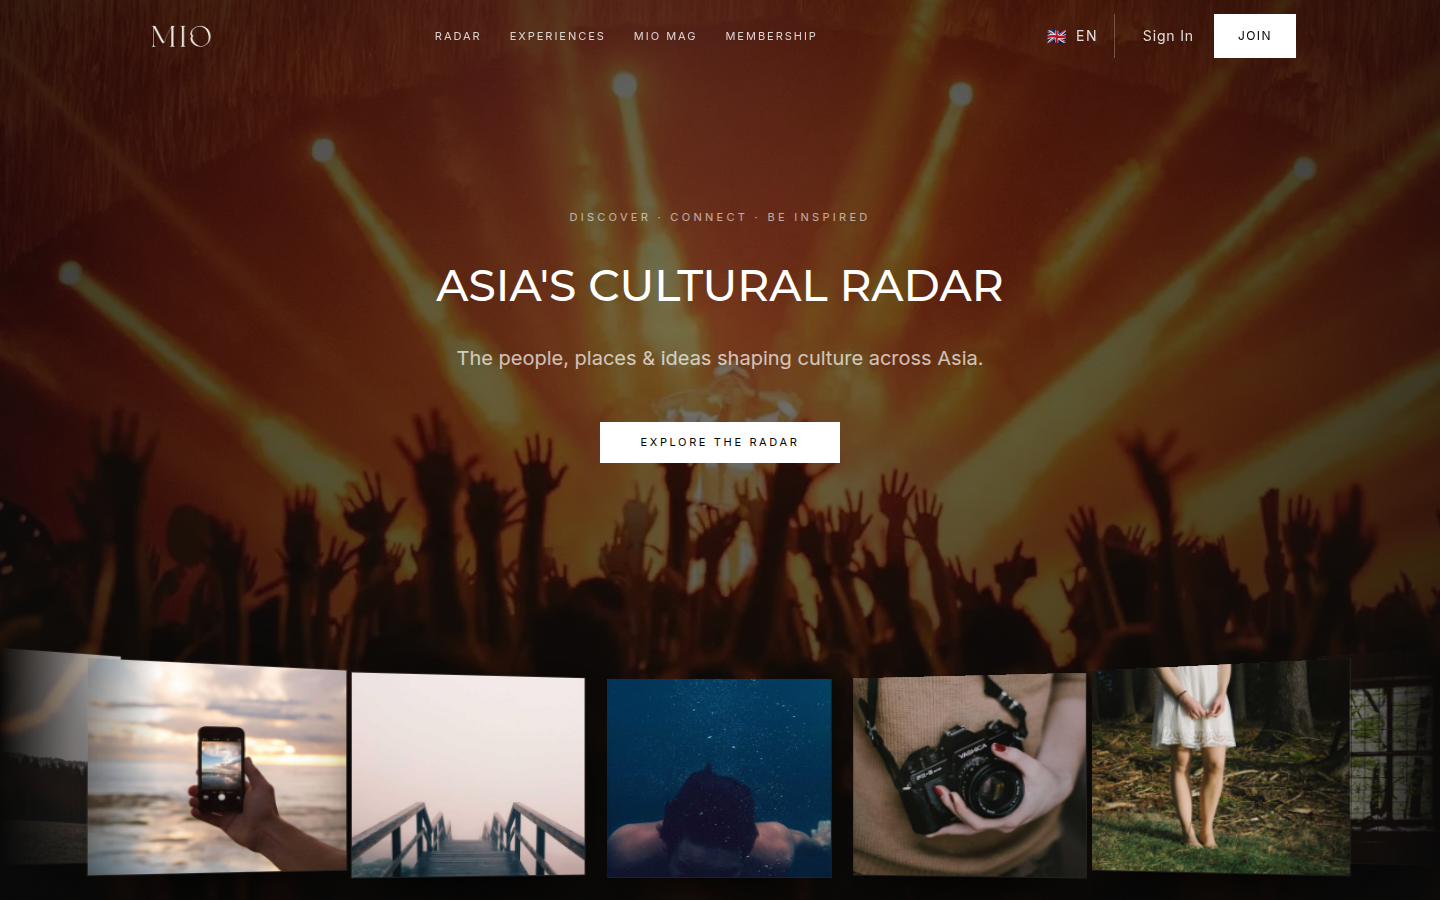 MIO
RADAR EXPERIENCES MIO MAG MEMBERSHIP
EN Sign In JOIN
DISCOVER · CONNECT · BE INSPIRED
ASIA'S CULTURAL RADAR
The people, places & ideas shaping culture across Asia.
EXPLORE THE RADAR
YASHICA